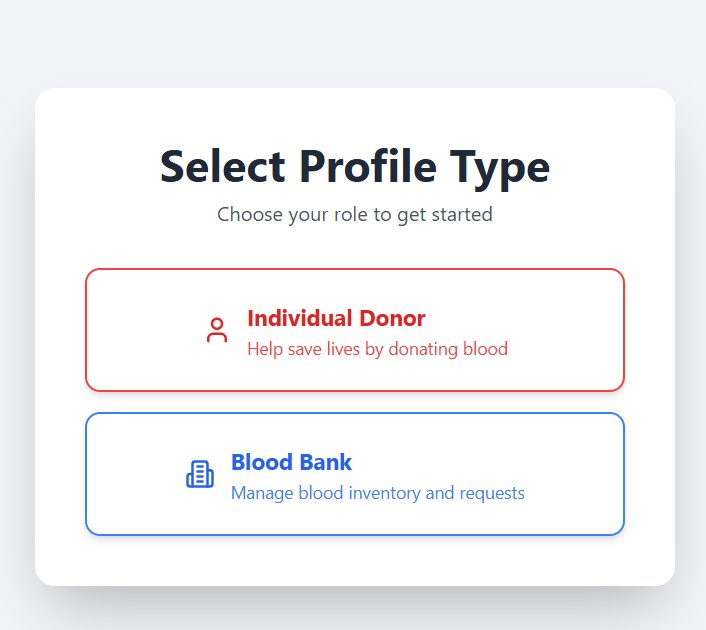 Select Profile Type
Choose your role to get started
Individual Donor
Help save lives by donating blood
Blood Bank
Manage blood inventory and requests